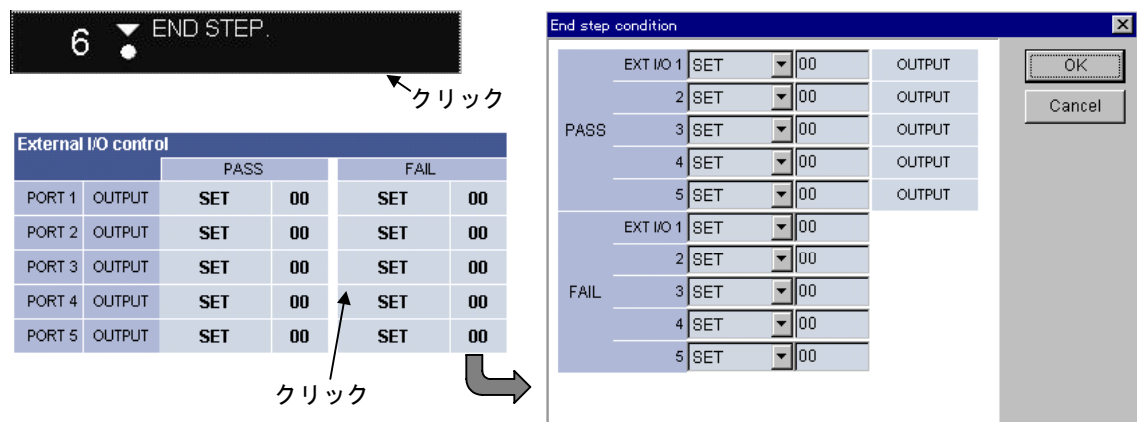 6 END STEP.
クリック
External I/O control
PASS FAIL
PORT 1 OUTPUT SET 00 SET 00
PORT 2 OUTPUT SET 00 SET 00
PORT 3 OUTPUT SET 00 SET 00
PORT 4 OUTPUT SET 00 SET 00
PORT 5 OUTPUT SET 00 SET 00
クリック
End step condition
PASS
EXT I/O 1 SET 00 OUTPUT
2 SET 00 OUTPUT
3 SET 00 OUTPUT
4 SET 00 OUTPUT
5 SET 00 OUTPUT
FAIL
EXT I/O 1 SET 00
2 SET 00
3 SET 00
4 SET 00
5 SET 00
OK
Cancel